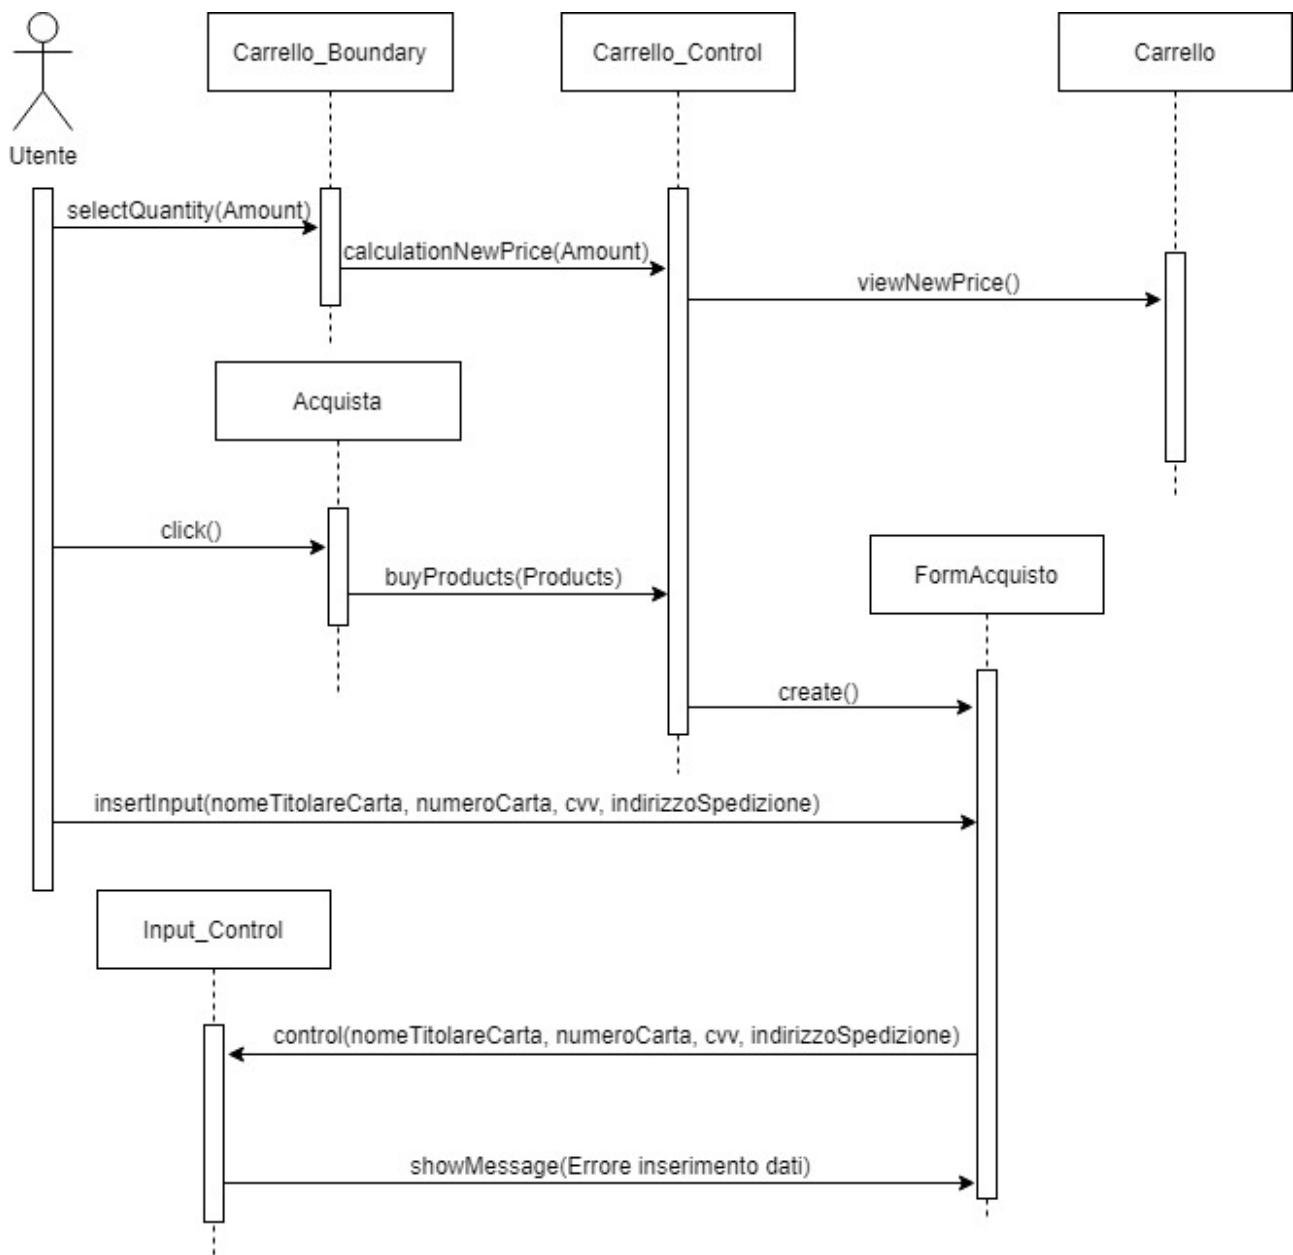 Carrello_Boundary
Carrello_Control
Carrello
Utente
selectQuantity(Amount)
calculationNewPrice(Amount)
viewNewPrice()
Acquista
click()
buyProducts(Products)
FormAcquisto
create()
insertInput(nomeTitolareCarta, numeroCarta, cvv, indirizzoSpedizione)
Input_Control
control(nomeTitolareCarta, numeroCarta, cvv, indirizzoSpedizione)
showMessage(Errore inserimento dati)